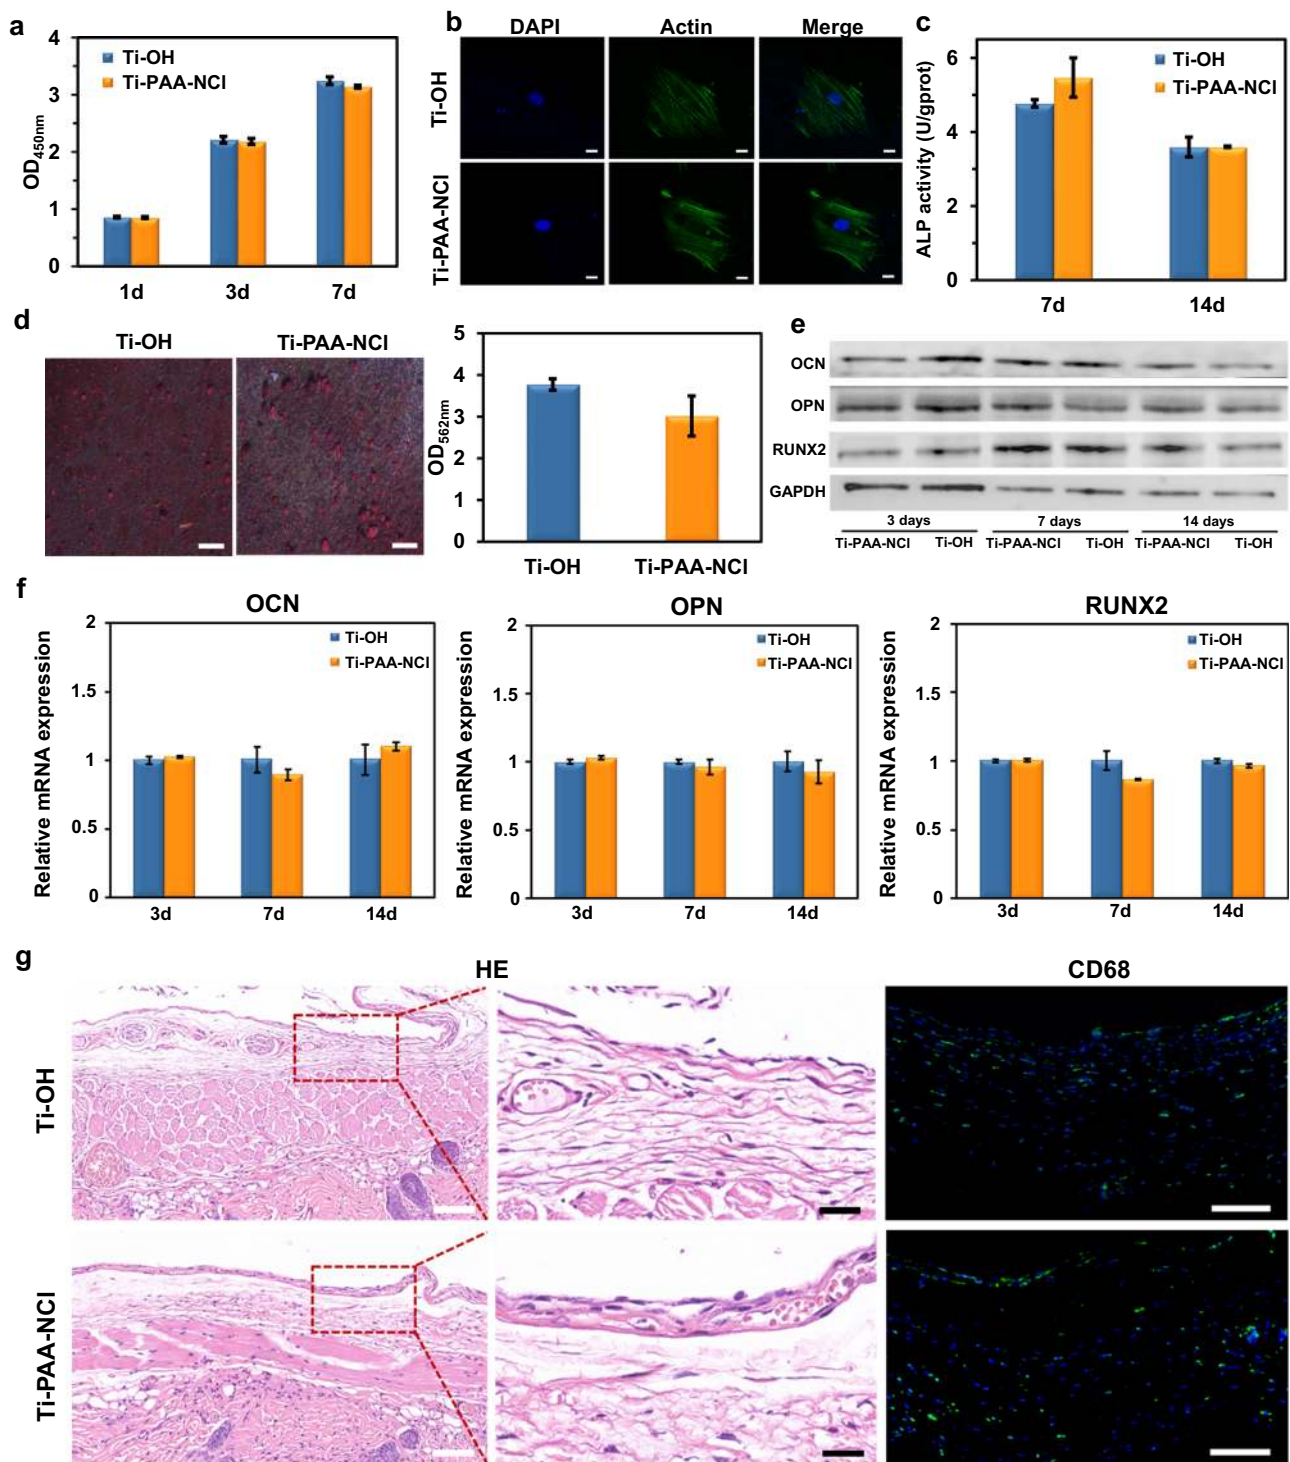 a
4
3
2
1
0
OD450nm
Ti-OH
Ti-PAA-NCl
1d
3d
7d
b
DAPI
Actin
Merge
Ti-OH
Ti-PAA-NCl
c
6
4
2
0
ALP activity (U/gprot)
Ti-OH
Ti-PAA-NCl
7d
14d
d
Ti-OH
Ti-PAA-NCl
5
4
3
2
1
0
OD562nm
Ti-OH
Ti-PAA-NCl
e
OCN
OPN
RUNX2
GAPDH
3 days
7 days
14 days
Ti-PAA-NCl
Ti-OH
Ti-PAA-NCl
Ti-OH
Ti-PAA-NCl
Ti-OH
f
OCN
2
1.5
1
0.5
0
Relative mRNA expression
Ti-OH
Ti-PAA-NCl
3d
7d
14d
OPN
2
1.5
1
0.5
0
Relative mRNA expression
Ti-OH
Ti-PAA-NCl
3d
7d
14d
RUNX2
2
1.5
1
0.5
0
Relative mRNA expression
Ti-OH
Ti-PAA-NCl
3d
7d
14d
g
HE
CD68
Ti-OH
Ti-PAA-NCl